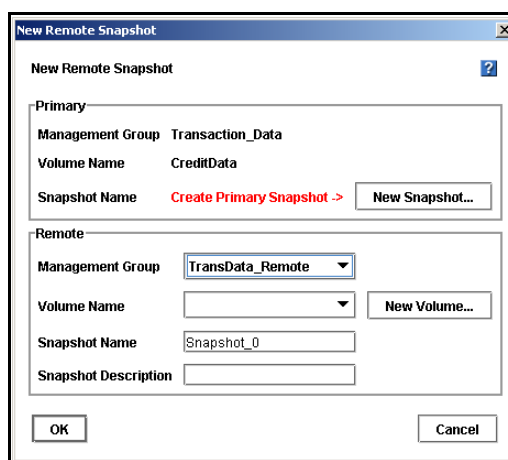 New Remote Snapshot
New Remote Snapshot ?
Primary
Management Group Transaction_Data
Volume Name CreditData
Snapshot Name Create Primary Snapshot -> New Snapshot...
Remote
Management Group TransData_Remote
Volume Name New Volume...
Snapshot Name Snapshot_0
Snapshot Description
OK Cancel